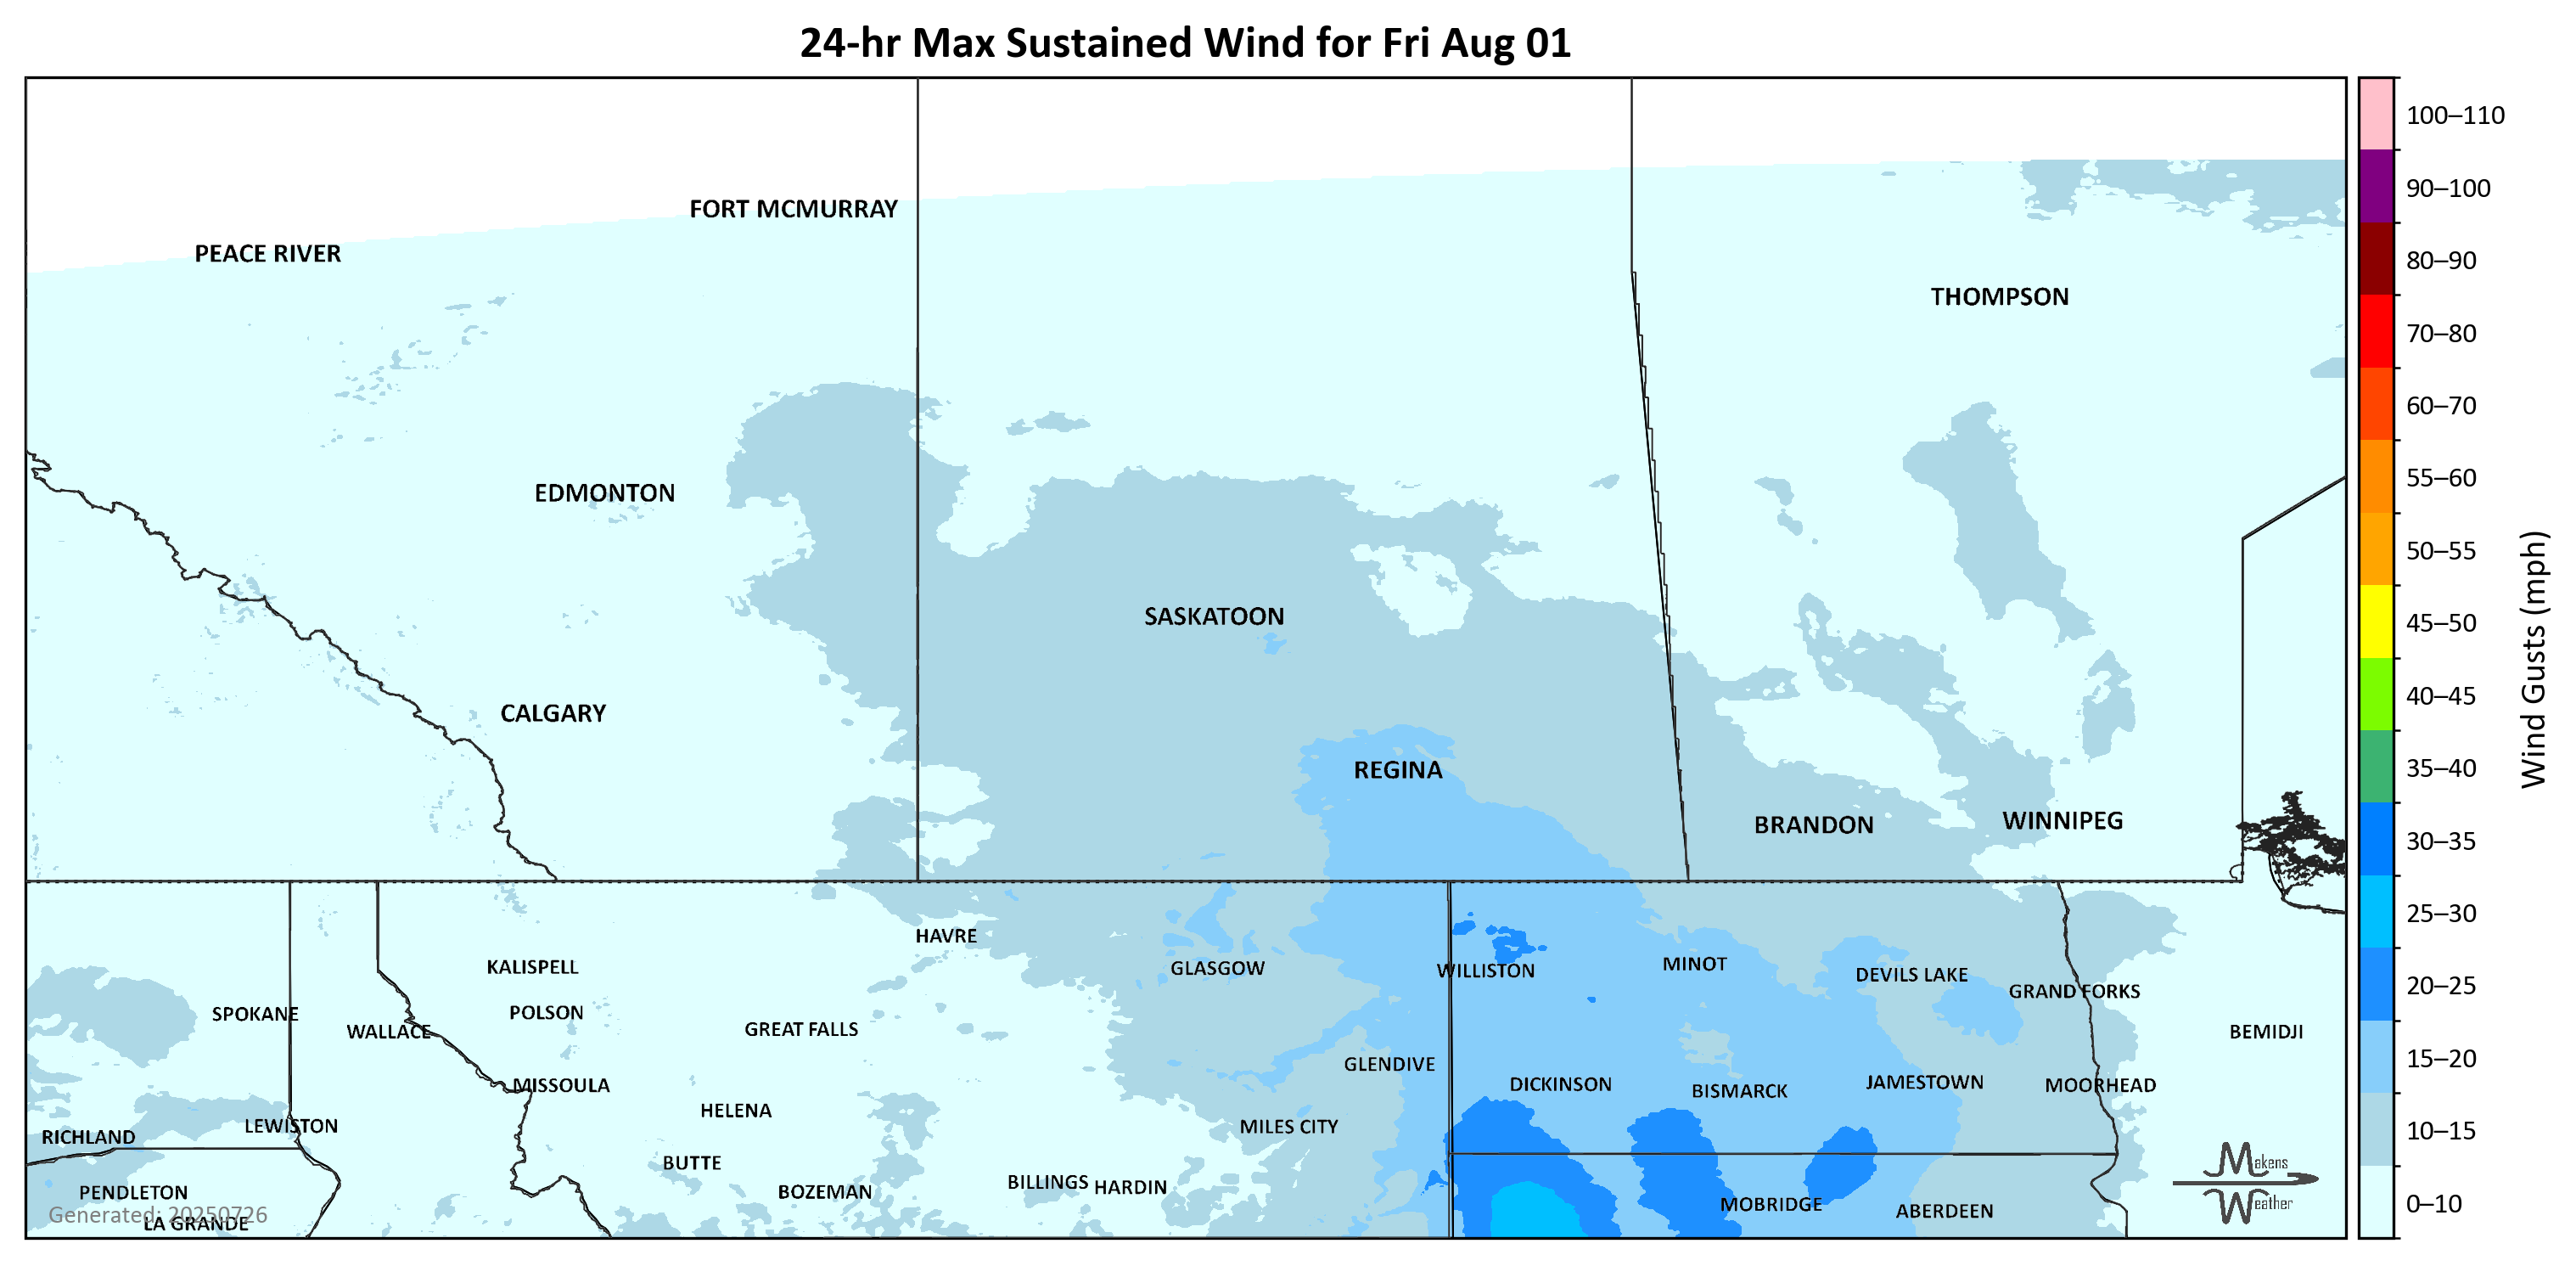 24-hr Max Sustained Wind for Fri Aug 01
FORT MCMURRAY
PEACE RIVER
THOMPSON
EDMONTON
SASKATOON
CALGARY
REGINA
BRANDON
WINNIPEG
HAVRE
KALISPELL
GLASGOW
WILLISTON
MINOT
DEVILS LAKE
GRAND FORKS
SPOKANE
POLSON
WALLACE
GREAT FALLS
BEMIDJI
GLENDIVE
MISSOULA
DICKINSON
BISMARCK
JAMESTOWN
MOORHEAD
HELENA
LEWISTON
MILES CITY
RICHLAND
BUTTE
PENDLETON
BOZEMAN
BILLINGS
HARDIN
MOBRIDGE
ABERDEEN
Generated: 20250726
LA GRANDE
Makens
Weather
100–110
90–100
80–90
70–80
60–70
55–60
50–55
45–50
40–45
35–40
30–35
25–30
20–25
15–20
10–15
0–10
Wind Gusts (mph)